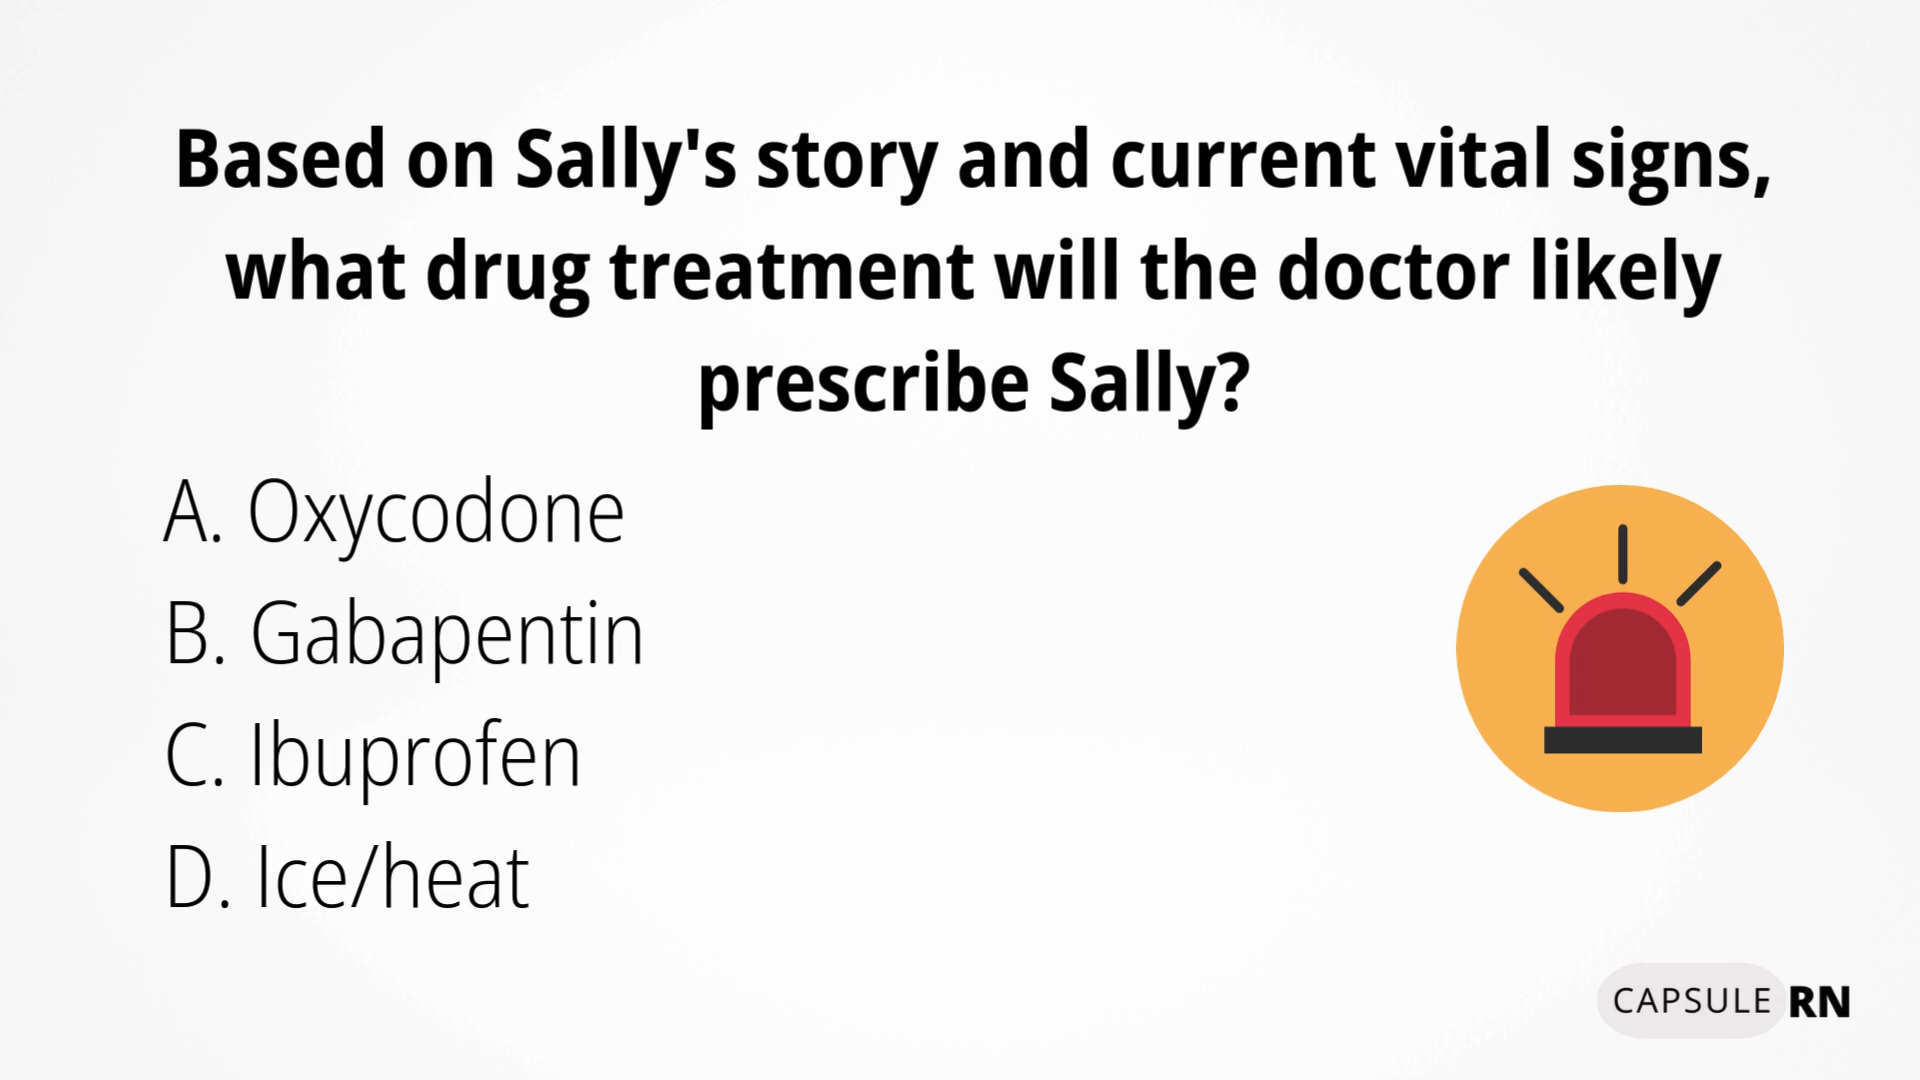 Based on Sally's story and current vital signs,
what drug treatment will the doctor likely
prescribe Sally?
A. Oxycodone
B. Gabapentin
C. Ibuprofen
D. Ice/heat
CAPSULE RN